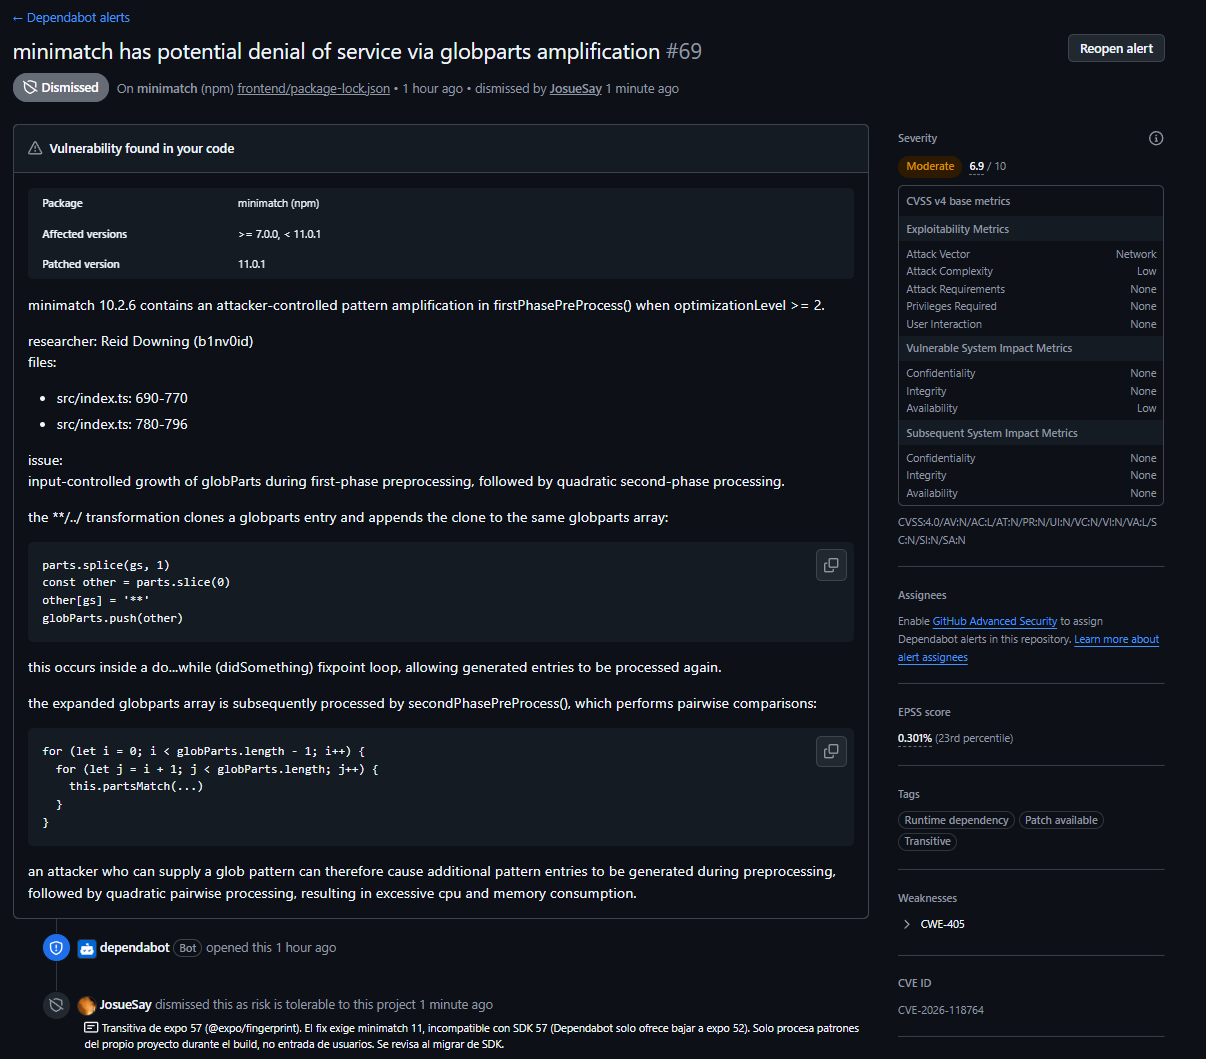 ← Dependabot alerts
minimatch has potential denial of service via globparts amplification #69
Reopen alert
Dismissed
On minimatch (npm) frontend/package-lock.json • 1 hour ago • dismissed by JosueSay 1 minute ago
Vulnerability found in your code
Package minimatch (npm)
Affected versions >= 7.0.0, < 11.0.1
Patched version 11.0.1
minimatch 10.2.6 contains an attacker-controlled pattern amplification in firstPhasePreProcess() when optimizationLevel >= 2.
researcher: Reid Downing (b1nv0id)
files:
• src/index.ts: 690-770
• src/index.ts: 780-796
issue:
input-controlled growth of globParts during first-phase preprocessing, followed by quadratic second-phase processing.
the **/../ transformation clones a globparts entry and appends the clone to the same globparts array:
parts.splice(gs, 1)
const other = parts.slice(0)
other[gs] = '**'
globParts.push(other)
this occurs inside a do...while (didSomething) fixpoint loop, allowing generated entries to be processed again.
the expanded globparts array is subsequently processed by secondPhasePreProcess(), which performs pairwise comparisons:
for (let i = 0; i < globParts.length - 1; i++) {
  for (let j = i + 1; j < globParts.length; j++) {
    this.partsMatch(...)
  }
}
an attacker who can supply a glob pattern can therefore cause additional pattern entries to be generated during preprocessing,
followed by quadratic pairwise processing, resulting in excessive cpu and memory consumption.
dependabot Bot opened this 1 hour ago
JosueSay dismissed this as risk is tolerable to this project 1 minute ago
Transitiva de expo 57 (@expo/fingerprint). El fix exige minimatch 11, incompatible con SDK 57 (Dependabot solo ofrece bajar a expo 52). Solo procesa patrones
del propio proyecto durante el build, no entrada de usuarios. Se revisa al migrar de SDK.
Severity
Moderate 6.9 / 10
CVSS v4 base metrics
Exploitability Metrics
Attack Vector Network
Attack Complexity Low
Attack Requirements None
Privileges Required None
User Interaction None
Vulnerable System Impact Metrics
Confidentiality None
Integrity None
Availability Low
Subsequent System Impact Metrics
Confidentiality None
Integrity None
Availability None
CVSS:4.0/AV:N/AC:L/AT:N/PR:N/UI:N/VC:N/VI:N/VA:L/S
C:N/SI:N/SA:N
Assignees
Enable GitHub Advanced Security to assign
Dependabot alerts in this repository. Learn more about
alert assignees
EPSS score
0.301% (23rd percentile)
Tags
Runtime dependency Patch available
Transitive
Weaknesses
CWE-405
CVE ID
CVE-2026-118764